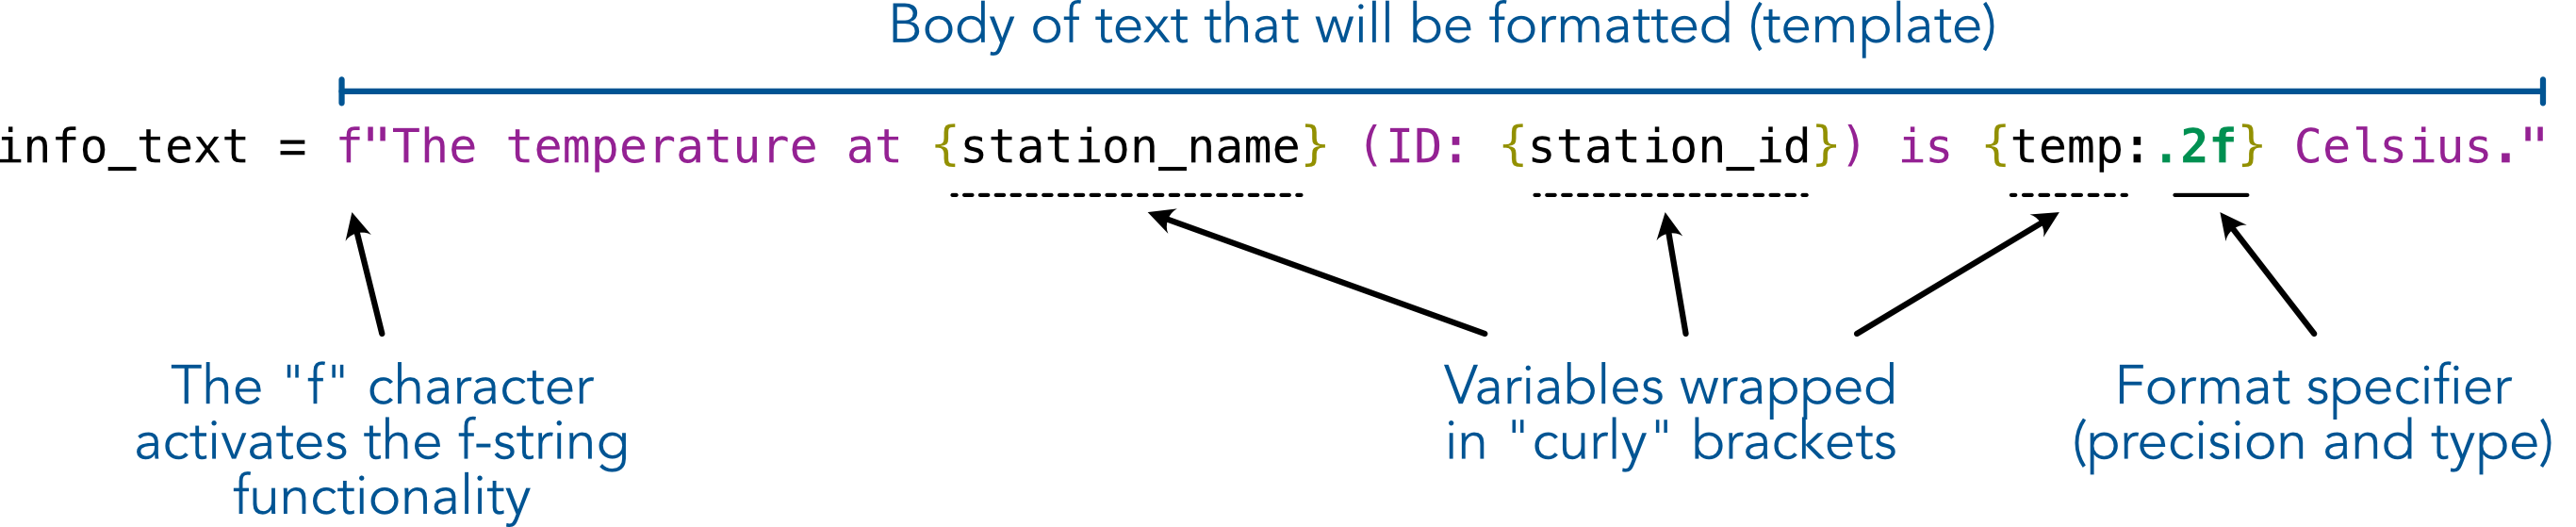 Body of text that will be formatted (template)
info_text = f"The temperature at {station_name} (ID: {station_id}) is {temp:.2f} Celsius."
The "f" character
activates the f-string
functionality
Variables wrapped
in "curly" brackets
Format specifier
(precision and type)